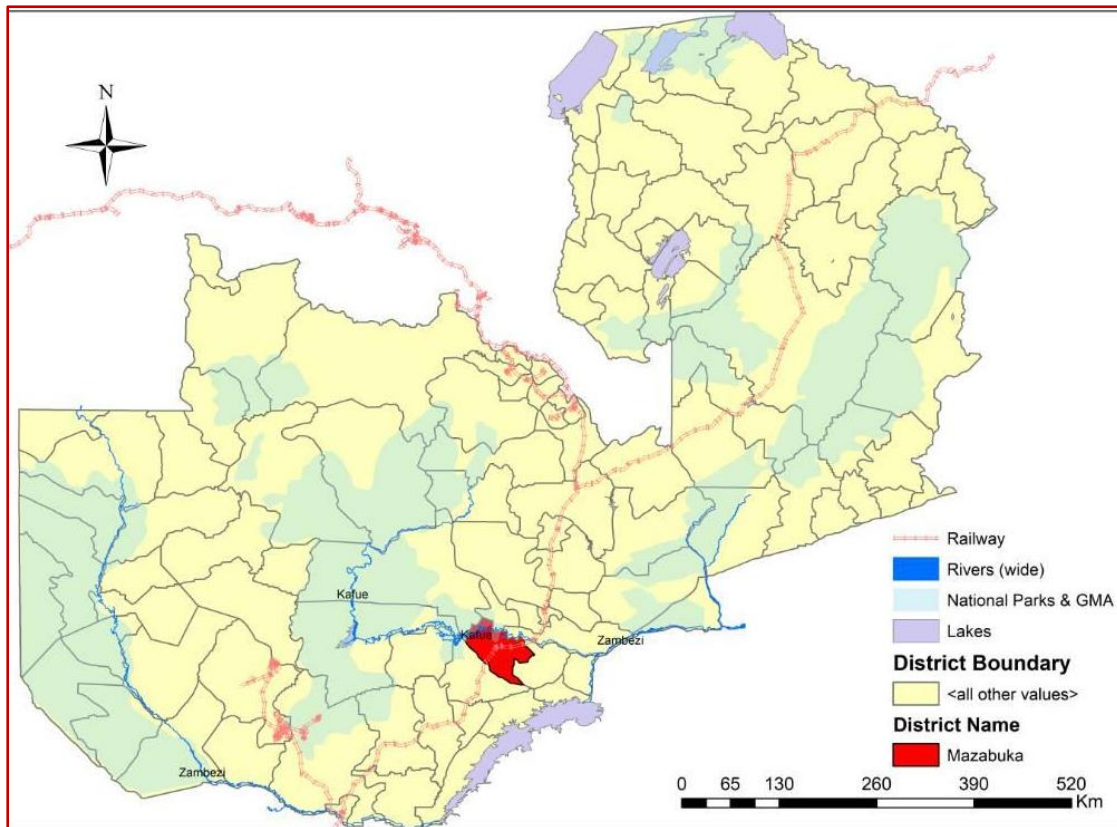 N
Kafue
Kafue
Zambezi
Zambezi
Railway
Rivers (wide)
National Parks & GMA
Lakes
District Boundary
<all other values>
District Name
Mazabuka
0 65 130 260 390 520
Km